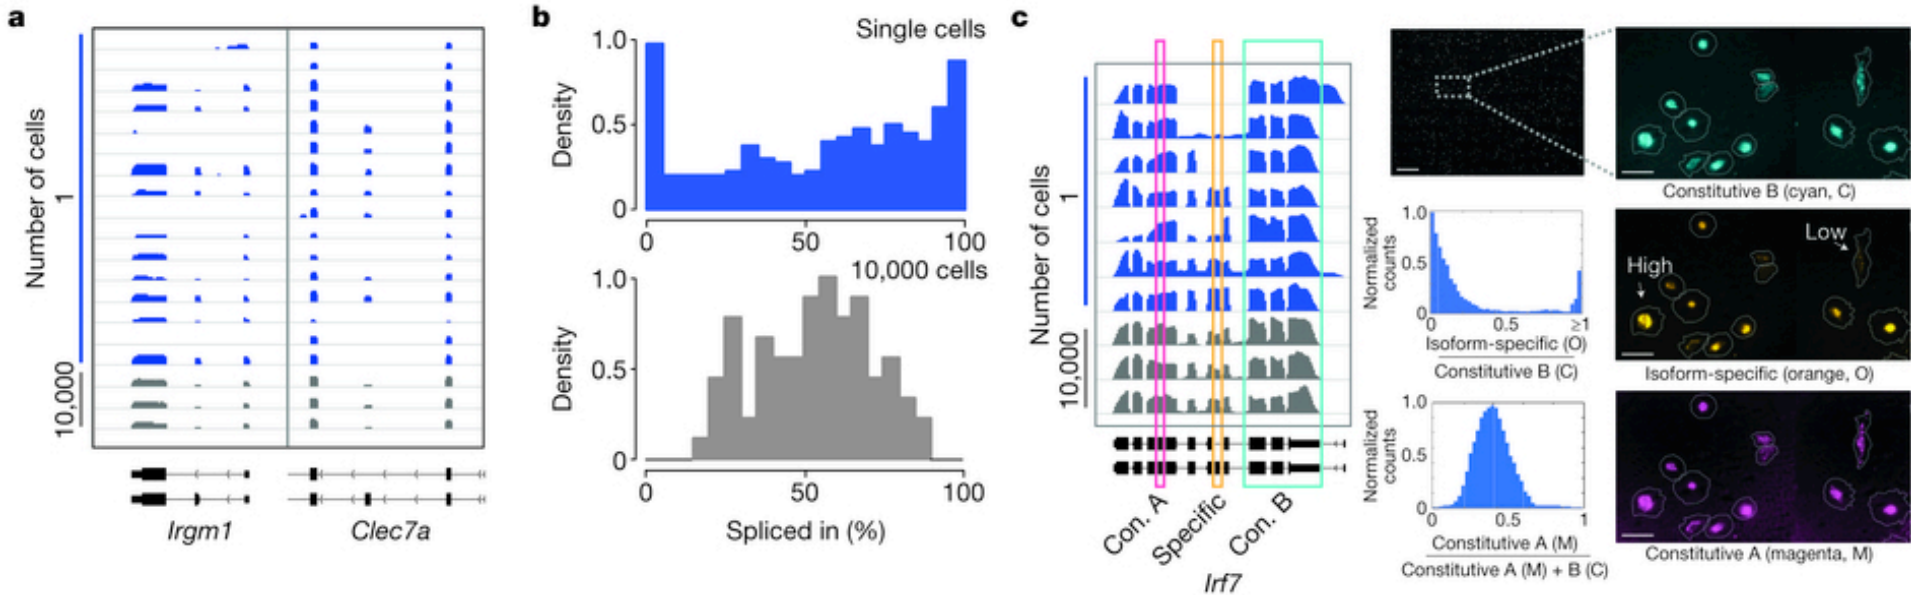 a
Number of cells
1
10,000
Irgm1
Clec7a
b
Single cells
Density
1.0
0.5
0
0
50
100
10,000 cells
Density
1.0
0.5
0
0
50
100
Spliced in (%)
c
Number of cells
1
10,000
Con. A
Specific
Con. B
Irf7
Constitutive B (cyan, C)
Normalized
counts
1.0
0.5
0
0
0.5
≥1
Isoform-specific (O)
Constitutive B (C)
High
Low
Isoform-specific (orange, O)
Normalized
counts
1.0
0.5
0
0
0.5
1
Constitutive A (M)
Constitutive A (M) + B (C)
Constitutive A (magenta, M)